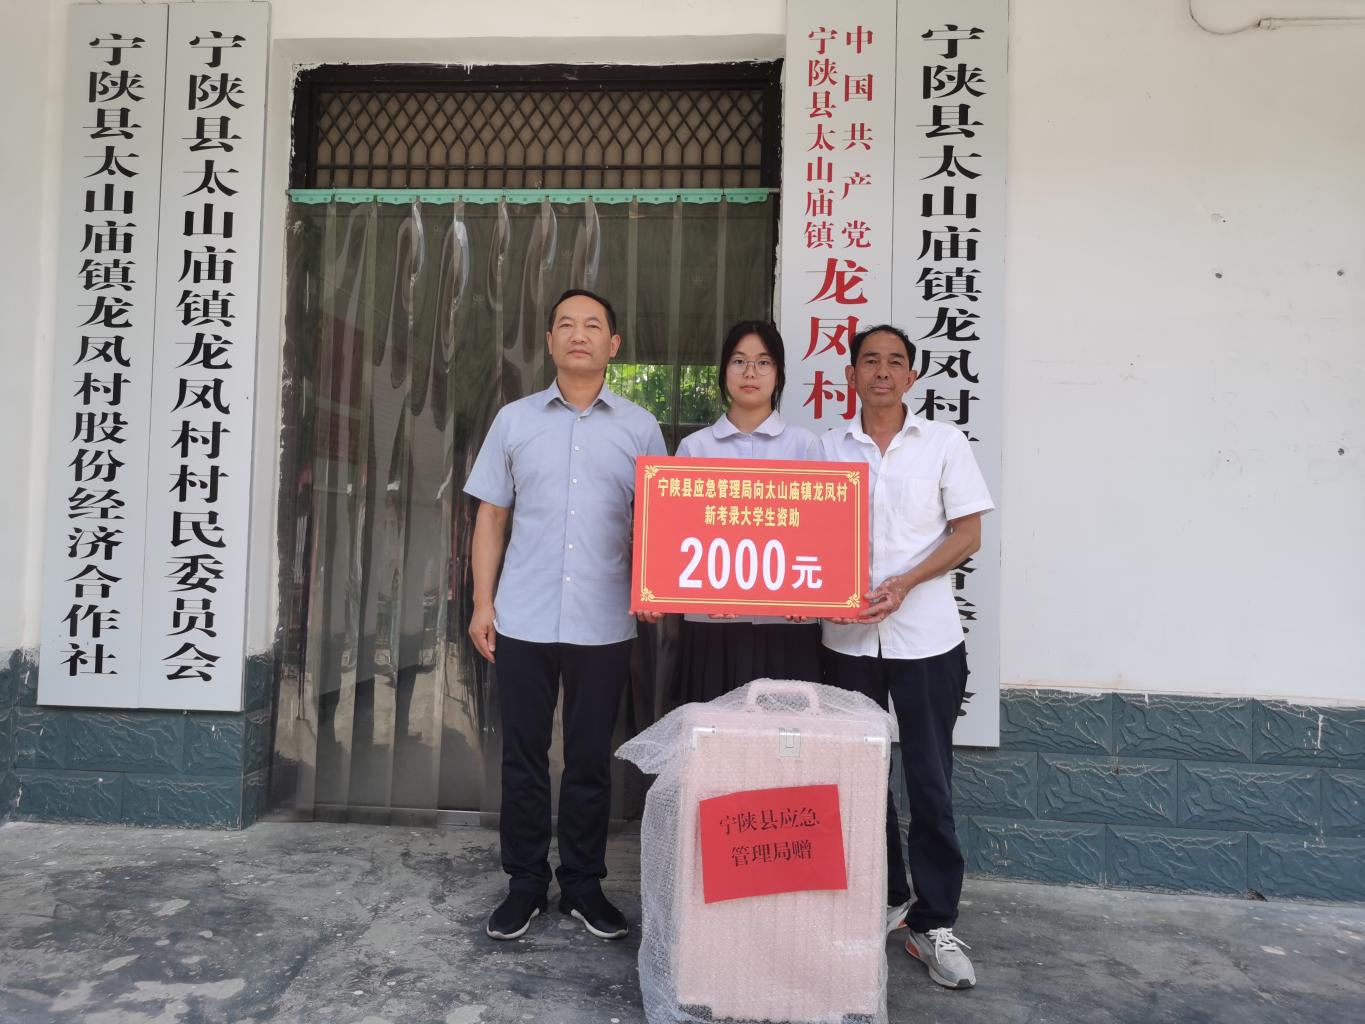 宁陕县太山庙镇龙凤村股份经济合作社
宁陕县太山庙镇龙凤村村民委员会
中国共产党
宁陕县太山庙镇
龙凤村
宁陕县太山庙镇龙凤村村
宁陕县应急管理局向太山庙镇龙凤村
新考录大学生资助
2000元
宁陕县应急
管理局赠